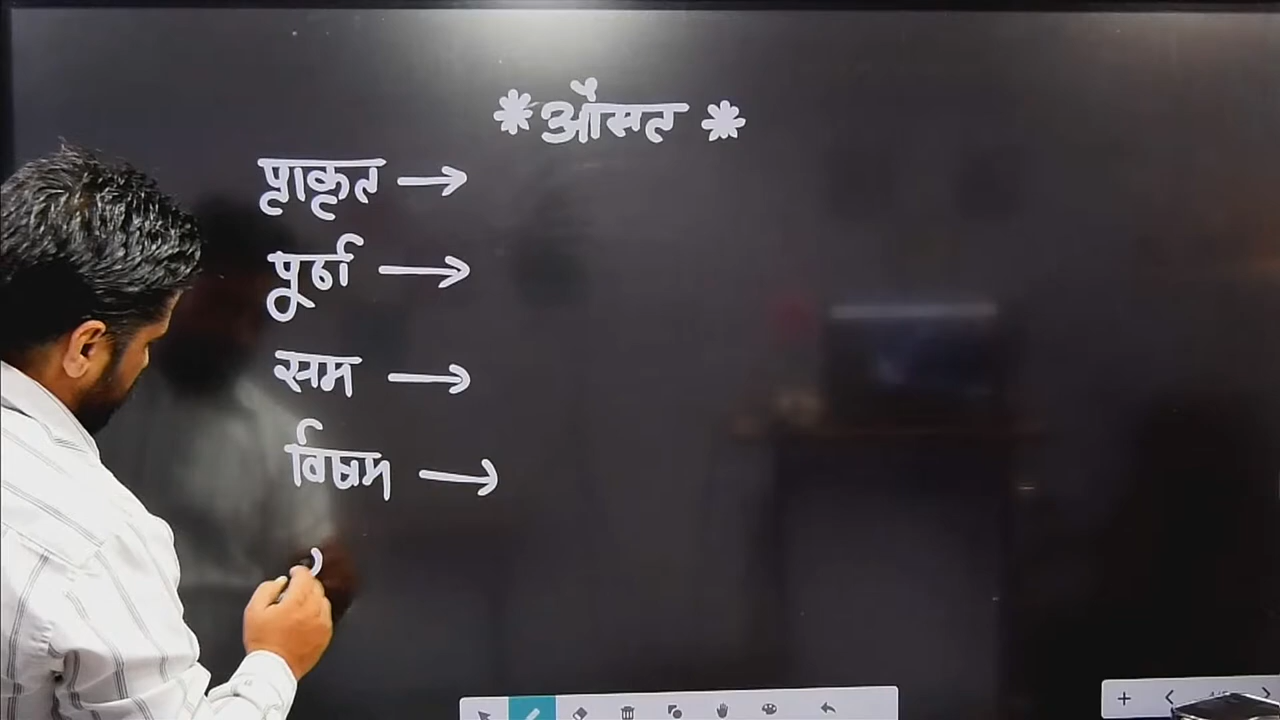 * औसत *
प्राकृत →
पूर्ण →
सम →
विषम →